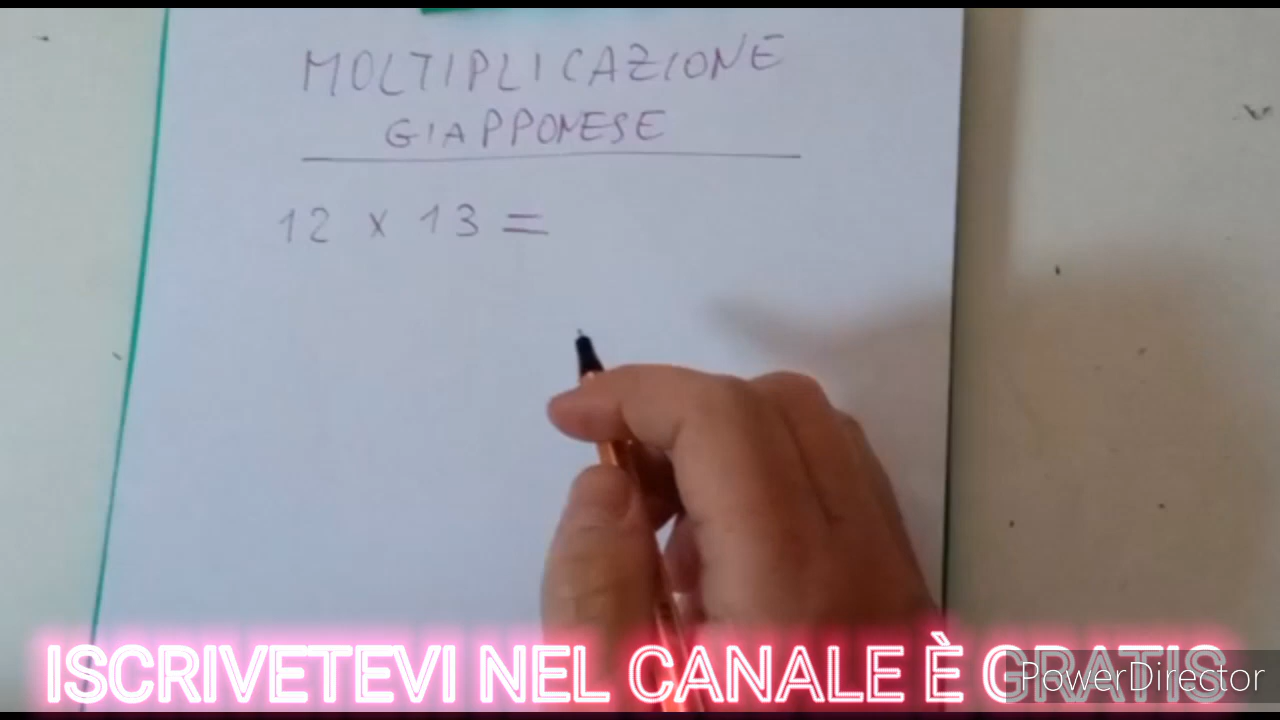 MOLTIPLICAZIONE
GIAPPONESE
12 x 13 =
ISCRIVETEVI NEL CANALE È GRATIS
PowerDirector